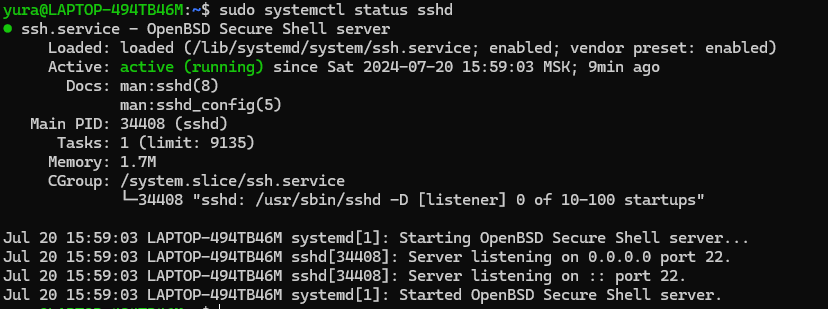 yura@LAPTOP-494TB46M:~$ sudo systemctl status sshd
● ssh.service - OpenBSD Secure Shell server
Loaded: loaded (/lib/systemd/system/ssh.service; enabled; vendor preset: enabled)
Active: active (running) since Sat 2024-07-20 15:59:03 MSK; 9min ago
Docs: man:sshd(8)
man:sshd_config(5)
Main PID: 34408 (sshd)
Tasks: 1 (limit: 9135)
Memory: 1.7M
CGroup: /system.slice/ssh.service
└─34408 "sshd: /usr/sbin/sshd -D [listener] 0 of 10-100 startups"
Jul 20 15:59:03 LAPTOP-494TB46M systemd[1]: Starting OpenBSD Secure Shell server...
Jul 20 15:59:03 LAPTOP-494TB46M sshd[34408]: Server listening on 0.0.0.0 port 22.
Jul 20 15:59:03 LAPTOP-494TB46M sshd[34408]: Server listening on :: port 22.
Jul 20 15:59:03 LAPTOP-494TB46M systemd[1]: Started OpenBSD Secure Shell server.